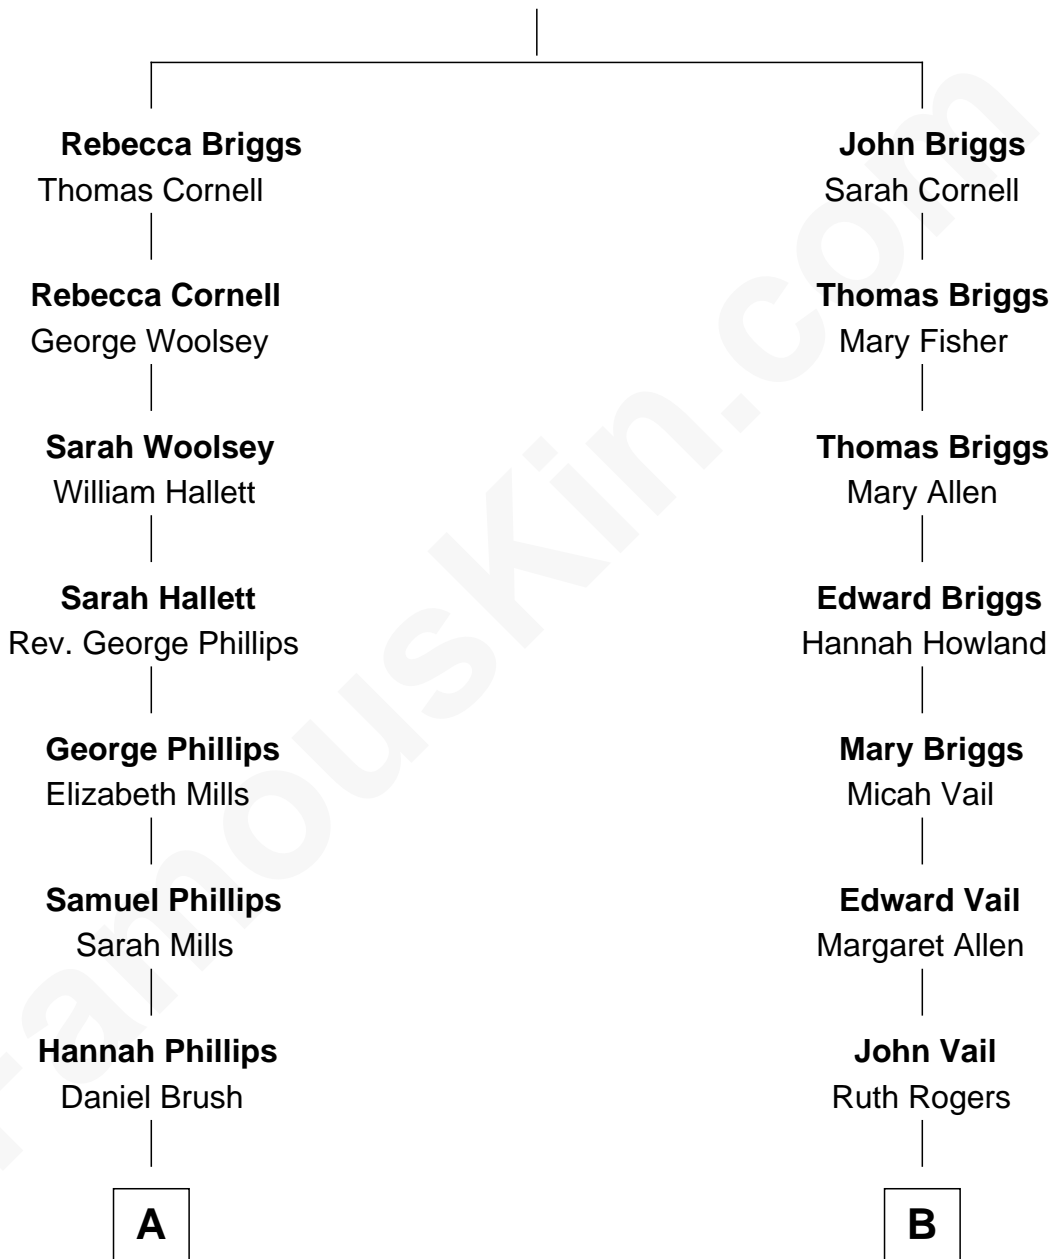 Rebecca Briggs
Thomas Cornell
Rebecca Cornell
George Woolsey
Sarah Woolsey
William Hallett
Sarah Hallett
Rev. George Phillips
George Phillips
Elizabeth Mills
Samuel Phillips
Sarah Mills
Hannah Phillips
Daniel Brush
A
John Briggs
Sarah Cornell
Thomas Briggs
Mary Fisher
Thomas Briggs
Mary Allen
Edward Briggs
Hannah Howland
Mary Briggs
Micah Vail
Edward Vail
Margaret Allen
John Vail
Ruth Rogers
B
FamousKin.com